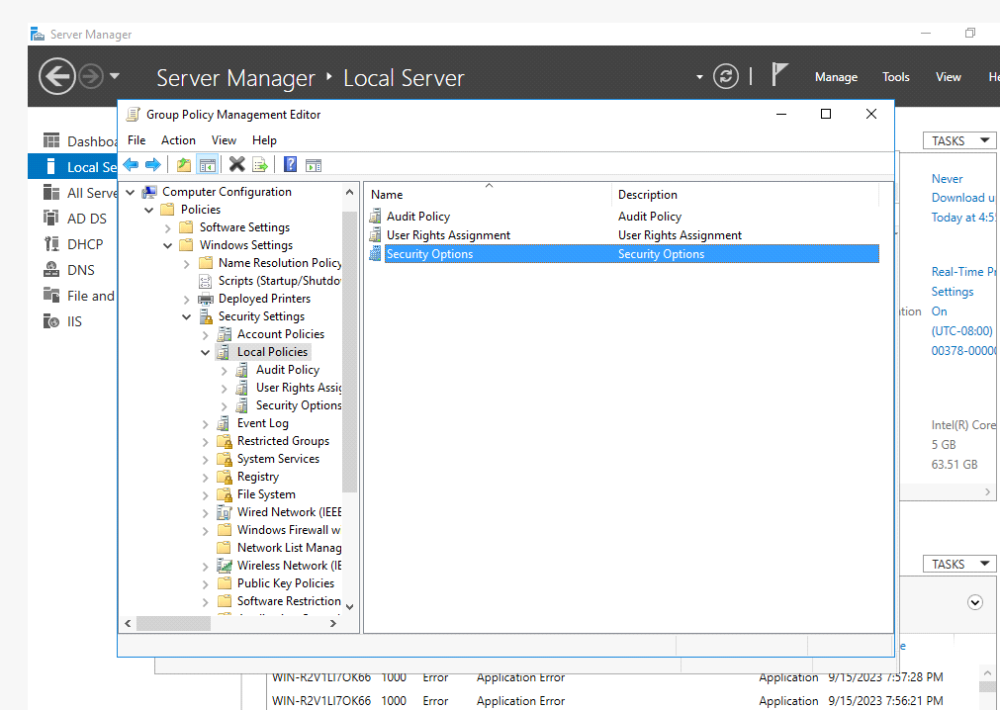 Server Manager
Server Manager • Local Server
Manage Tools View He
Group Policy Management Editor
File Action View Help
Dashbo
Local Se
All Serve
AD DS
DHCP
DNS
File and
IIS
Computer Configuration
Policies
Software Settings
Windows Settings
Name Resolution Policy
Scripts (Startup/Shutdo
Deployed Printers
Security Settings
Account Policies
Local Policies
Audit Policy
User Rights Assig
Security Options
Event Log
Restricted Groups
System Services
Registry
File System
Wired Network (IEEE
Windows Firewall w
Network List Manag
Wireless Network (IE
Public Key Policies
Software Restriction
Name Description
Audit Policy Audit Policy
User Rights Assignment User Rights Assignment
Security Options Security Options
TASKS
Never
Download u
Today at 4:5
Real-Time Pr
Settings
ation On
(UTC-08:00)
00378-00000
Intel(R) Core
5 GB
63.51 GB
TASKS
e
WIN-R2V1LI7OK66 1000 Error Application Error Application 9/15/2023 7:57:28 PM
WIN-R2V1LI7OK66 1000 Error Application Error Application 9/15/2023 7:56:21 PM